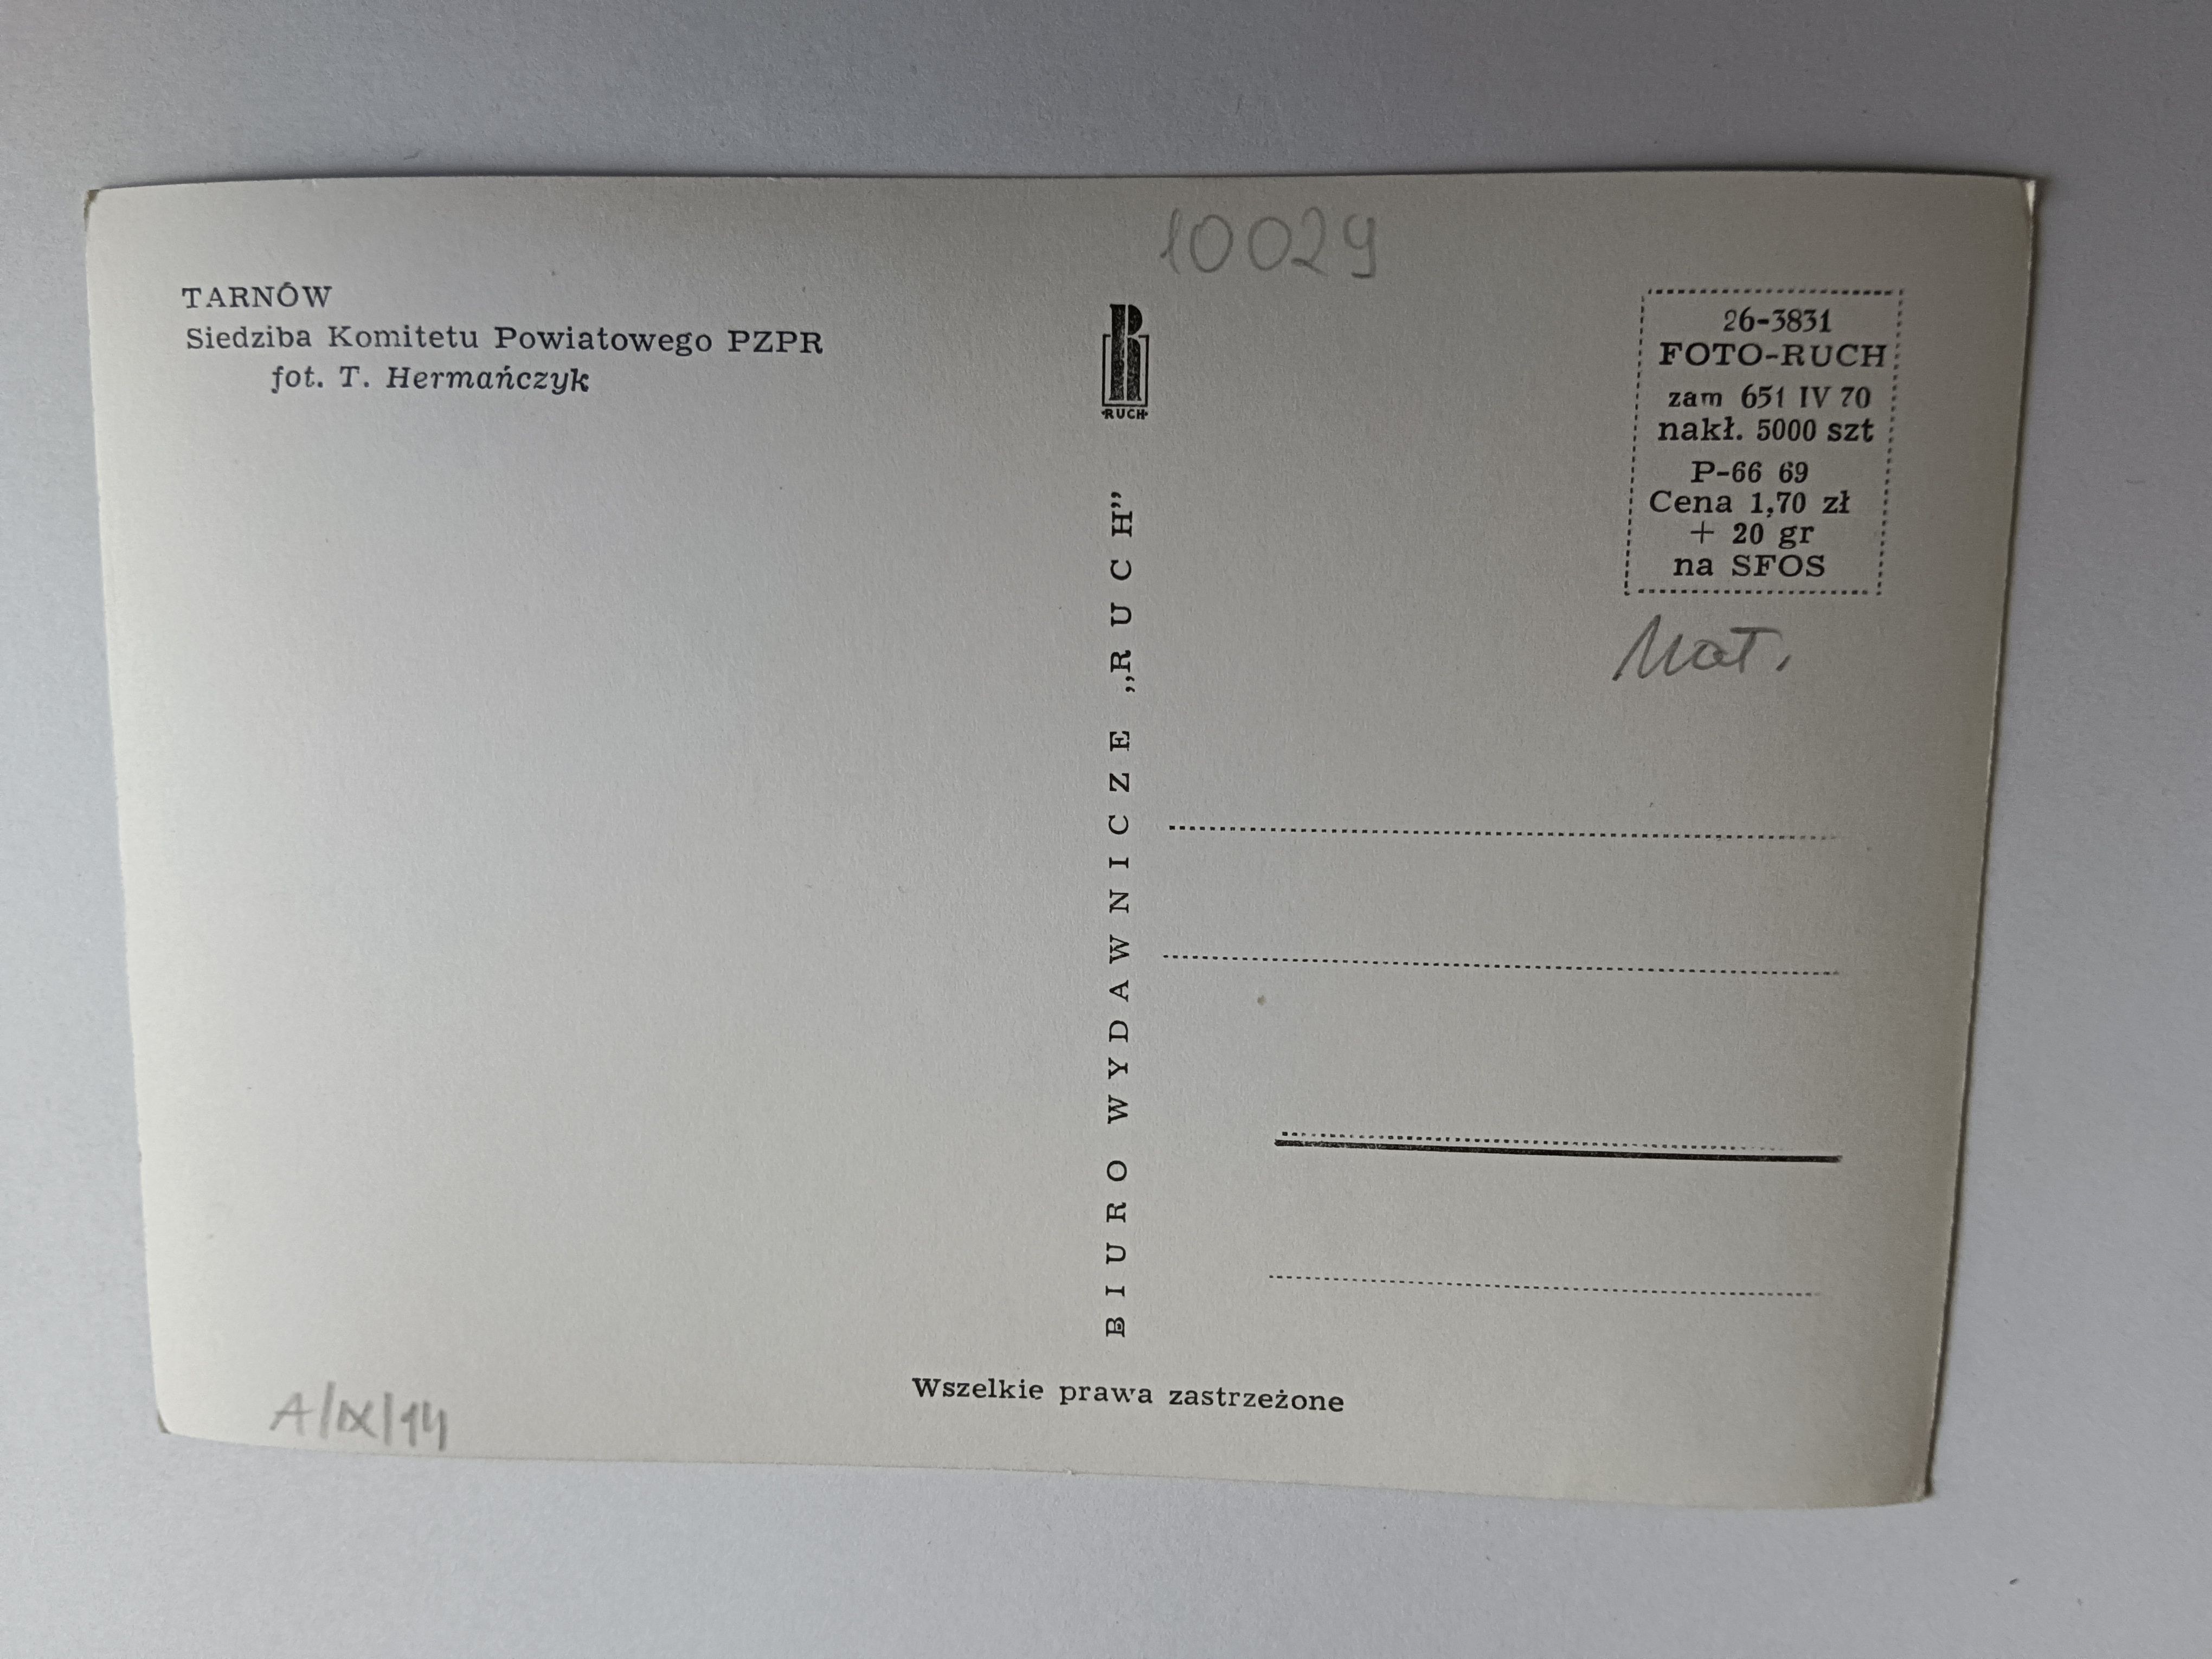 10029
TARNÓW
Siedziba Komitetu Powiatowego PZPR
fot. T. Hermańczyk
RUCH
BIURO WYDAWNICZE „RUCH”
26-3831
FOTO-RUCH
zam 651 IV 70
nakł. 5000 szt
P-66 69
Cena 1,70 zł
+ 20 gr
na SFOS
Mał.
Wszelkie prawa zastrzeżone
A/IX/14